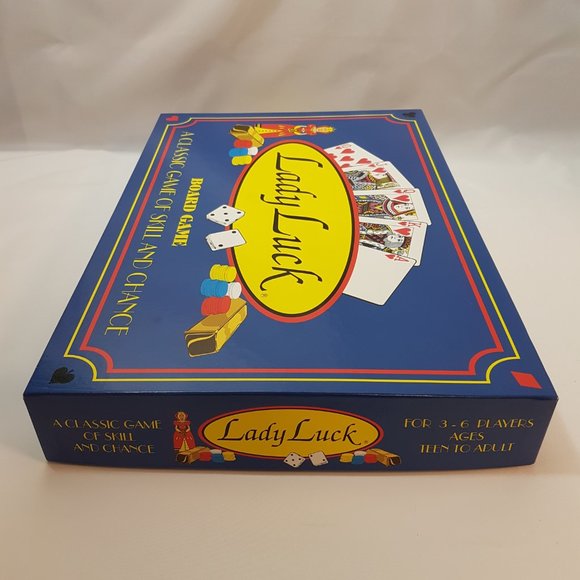 Lady Luck®
BOARD GAME
A CLASSIC GAME OF SKILL AND CHANCE
A CLASSIC GAME
OF SKILL
AND CHANCE
Lady Luck®
FOR 3-6 PLAYERS
AGES
TEEN TO ADULT